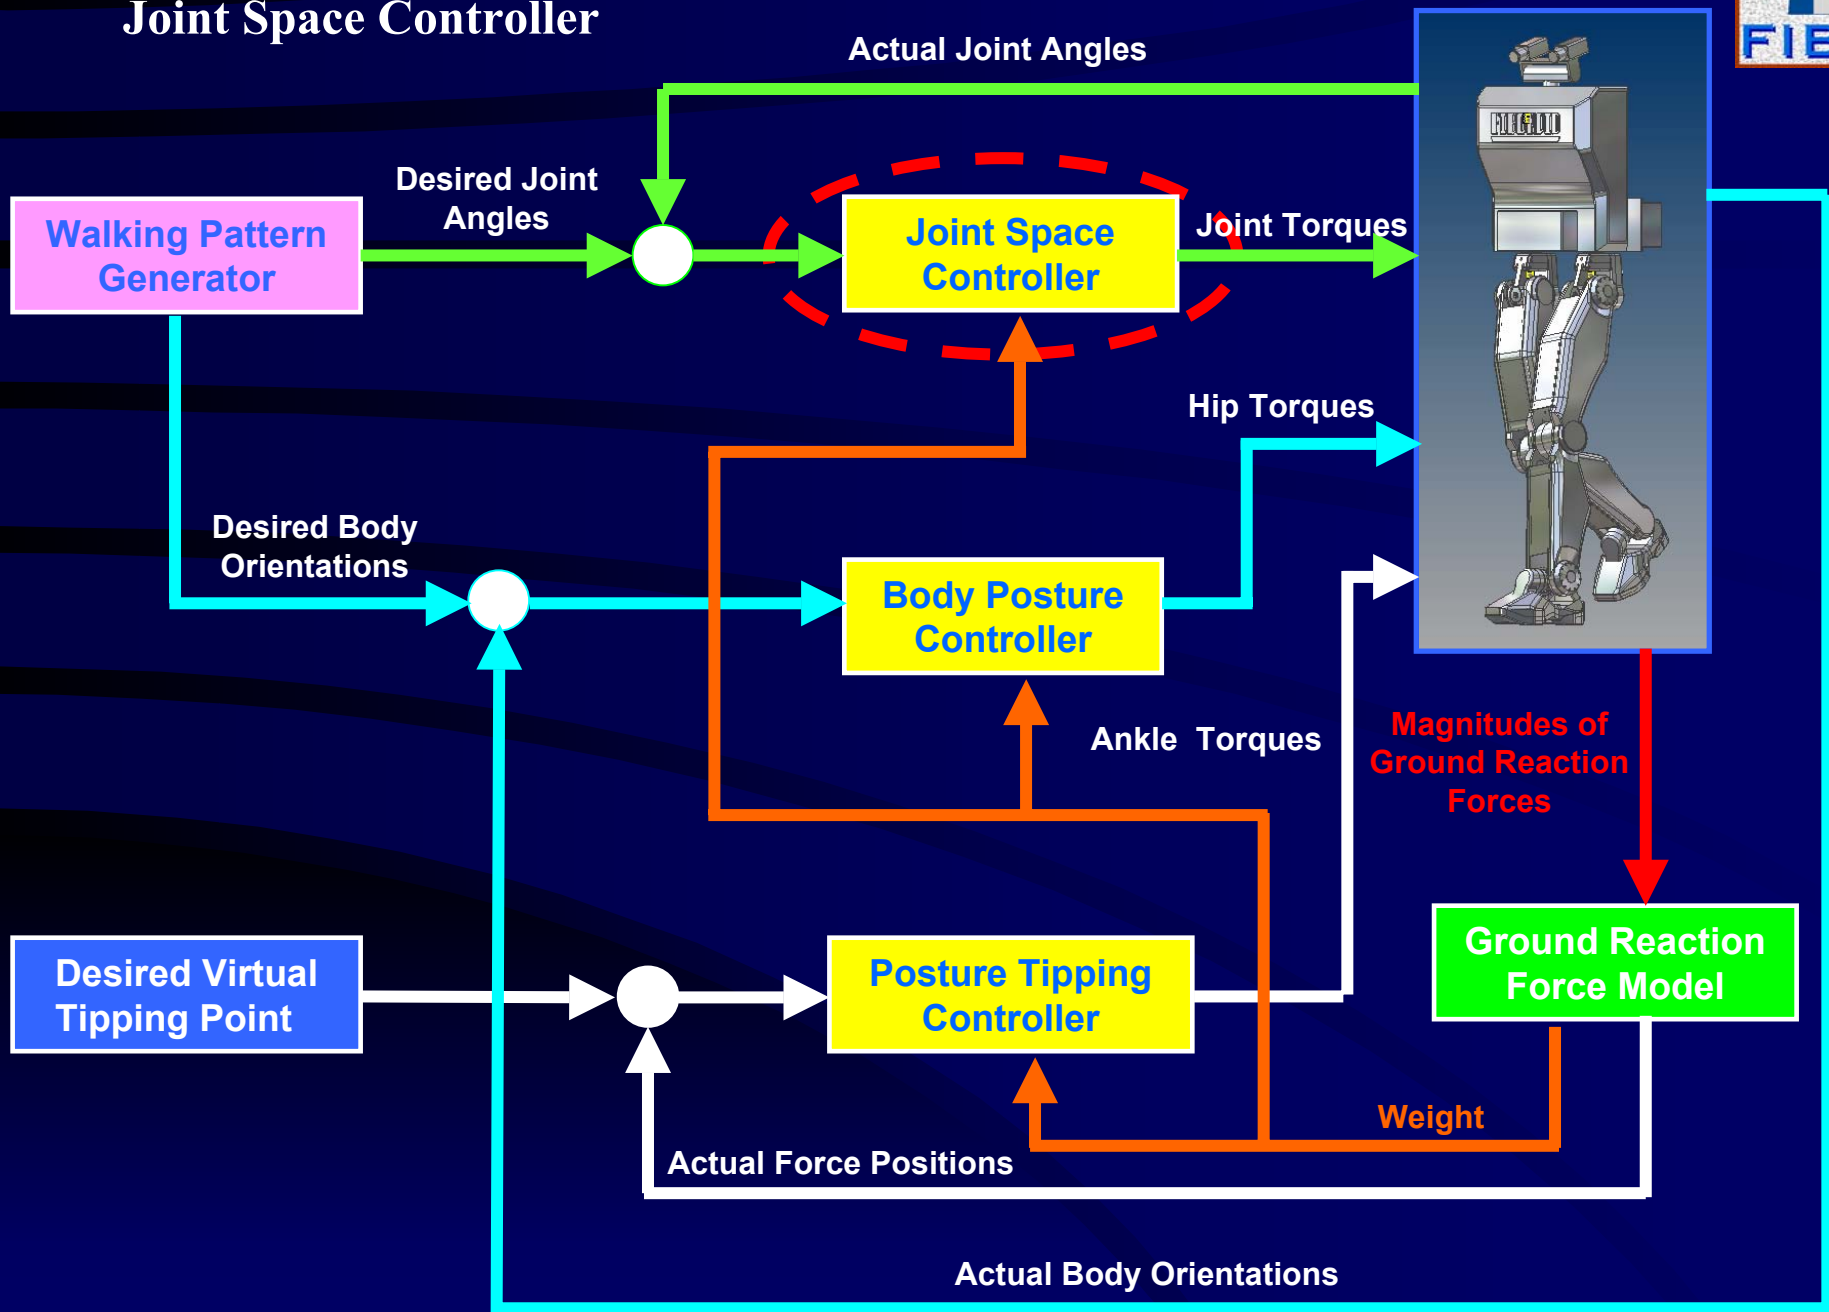 Joint Space Controller
Actual Joint Angles
Desired Joint
Angles
Walking Pattern
Generator
Joint Space
Controller
Joint Torques
Hip Torques
Desired Body
Orientations
Body Posture
Controller
Ankle Torques
Magnitudes of
Ground Reaction
Forces
Desired Virtual
Tipping Point
Posture Tipping
Controller
Ground Reaction
Force Model
Weight
Actual Force Positions
Actual Body Orientations